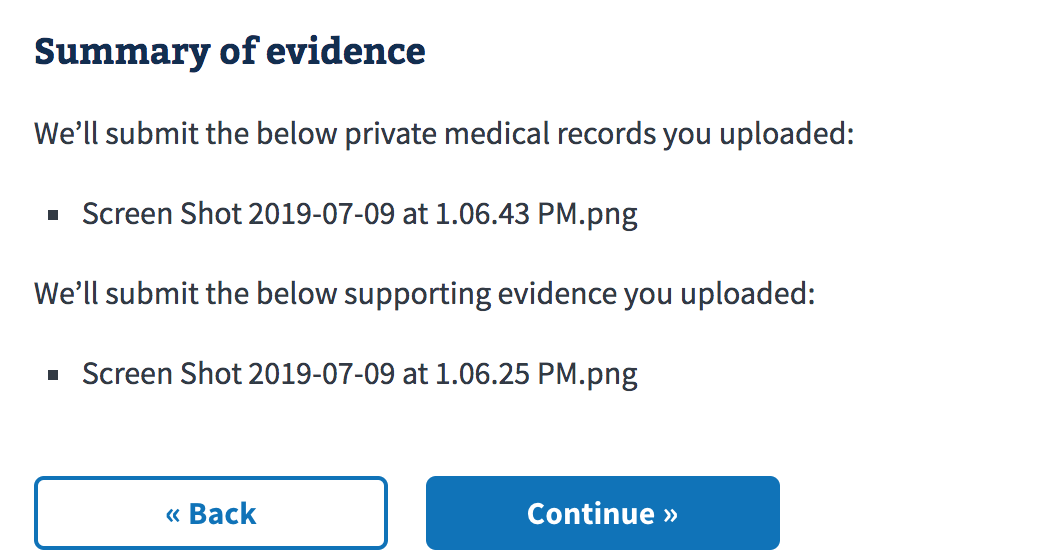 Summary of evidence
We’ll submit the below private medical records you uploaded:
▪ Screen Shot 2019-07-09 at 1.06.43 PM.png
We’ll submit the below supporting evidence you uploaded:
▪ Screen Shot 2019-07-09 at 1.06.25 PM.png
« Back
Continue »